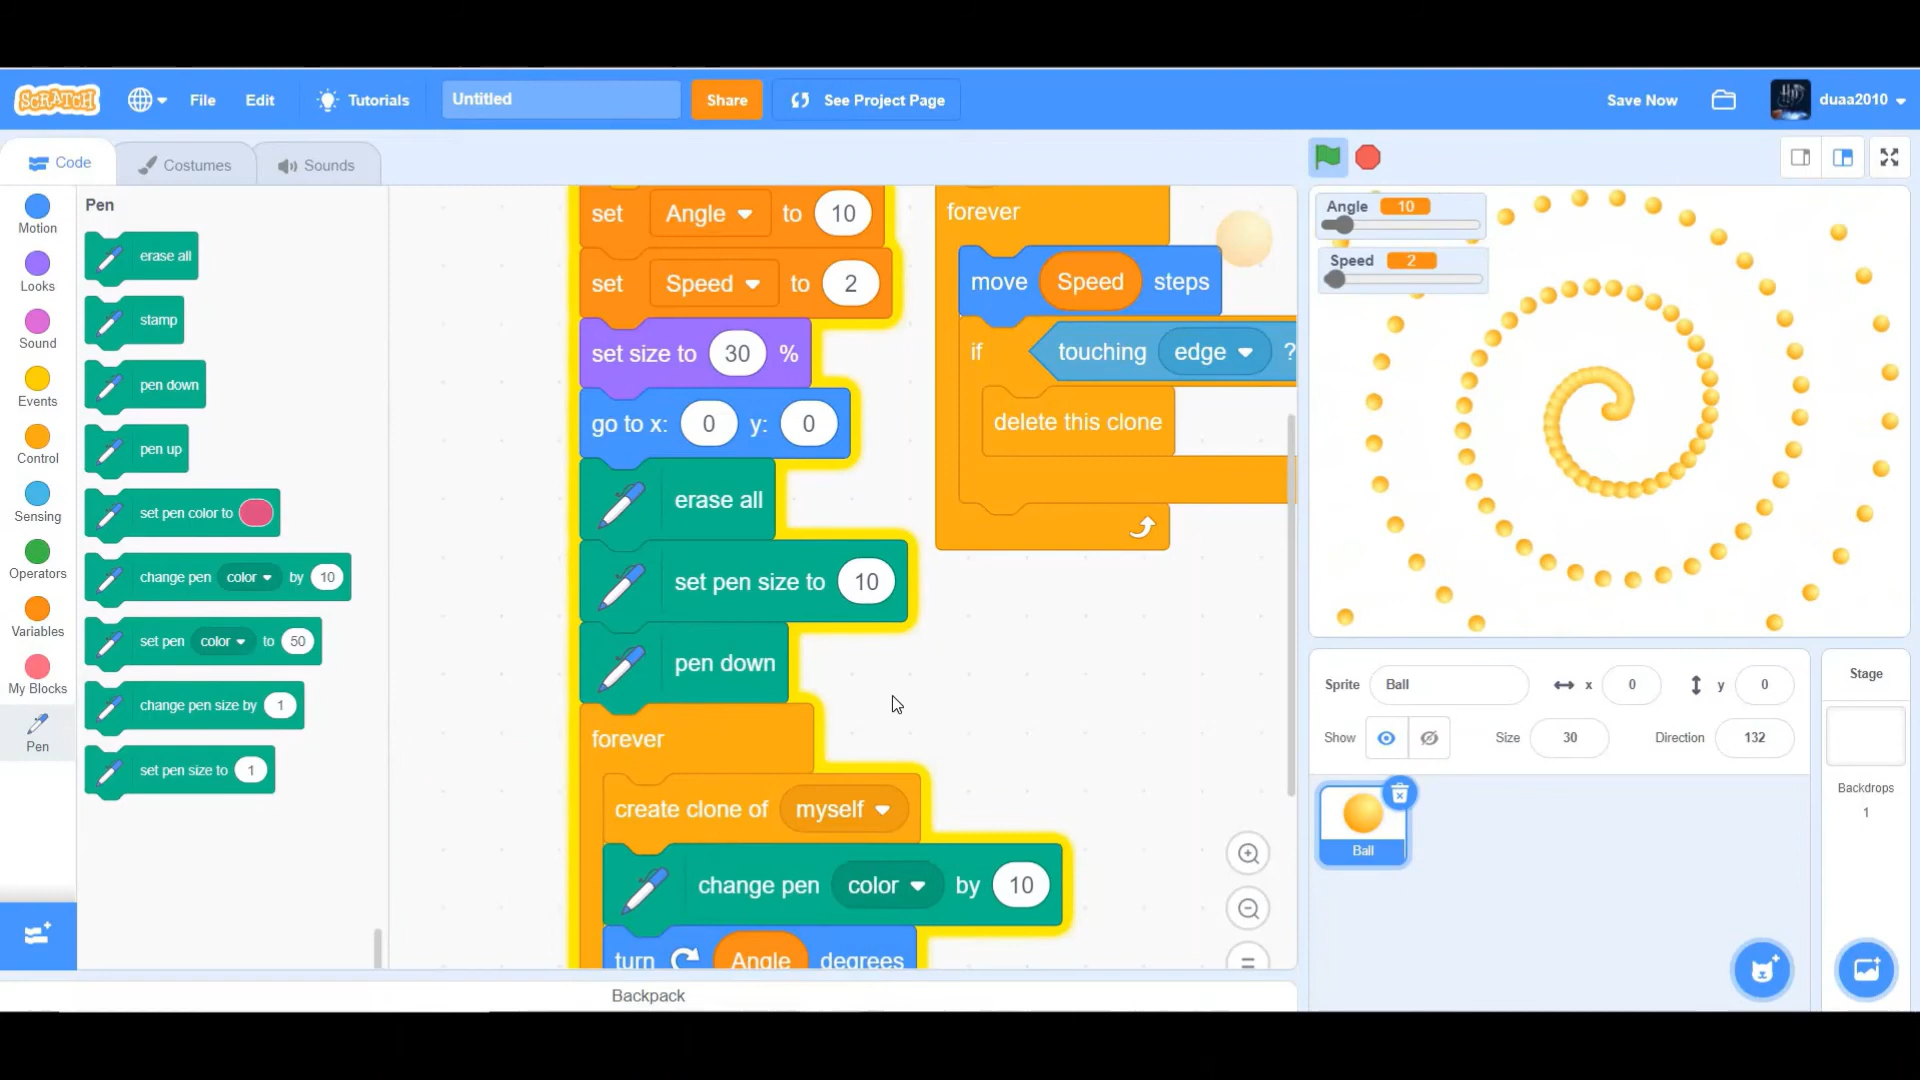 SCRATCH
File
Edit
Tutorials
Untitled
Share
See Project Page
Save Now
duaa2010
Code
Costumes
Sounds
Motion
Looks
Sound
Events
Control
Sensing
Operators
Variables
My Blocks
Pen
Pen
erase all
stamp
pen down
pen up
set pen color to
change pen color by 10
set pen color to 50
change pen size by 1
set pen size to 1
set Angle to 10
set Speed to 2
set size to 30 %
go to x: 0 y: 0
erase all
set pen size to 10
pen down
forever
create clone of myself
change pen color by 10
turn Angle degrees
forever
move Speed steps
if touching edge ?
delete this clone
Backpack
Angle 10
Speed 2
Sprite Ball x 0 y 0
Show Size 30 Direction 132
Ball
Stage
Backdrops
1